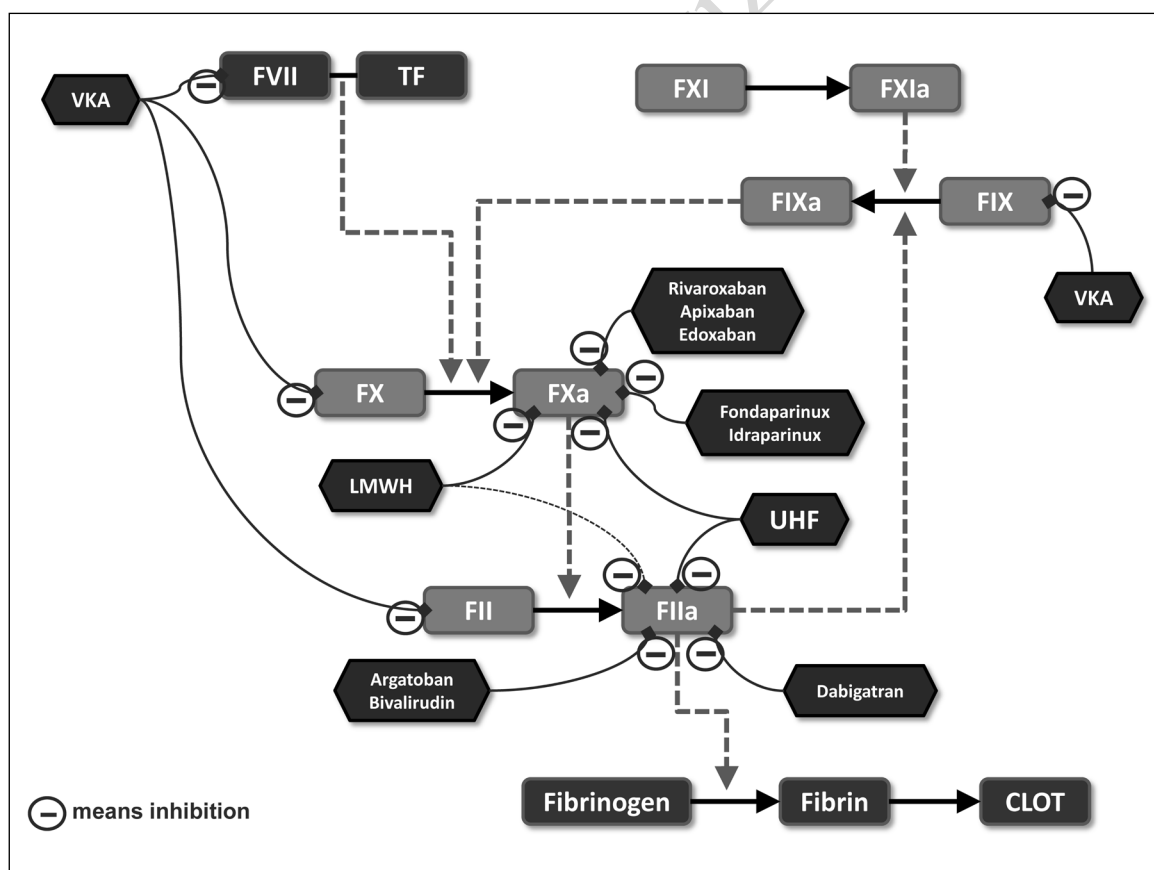 FVII
TF
VKA
FXI
FXIa
FIXa
FIX
VKA
Rivaroxaban
Apixaban
Edoxaban
FX
FXa
Fondaparinux
Idraparinux
LMWH
UHF
FII
FIIa
Argatoban
Bivalirudin
Dabigatran
Fibrinogen
Fibrin
CLOT
means inhibition